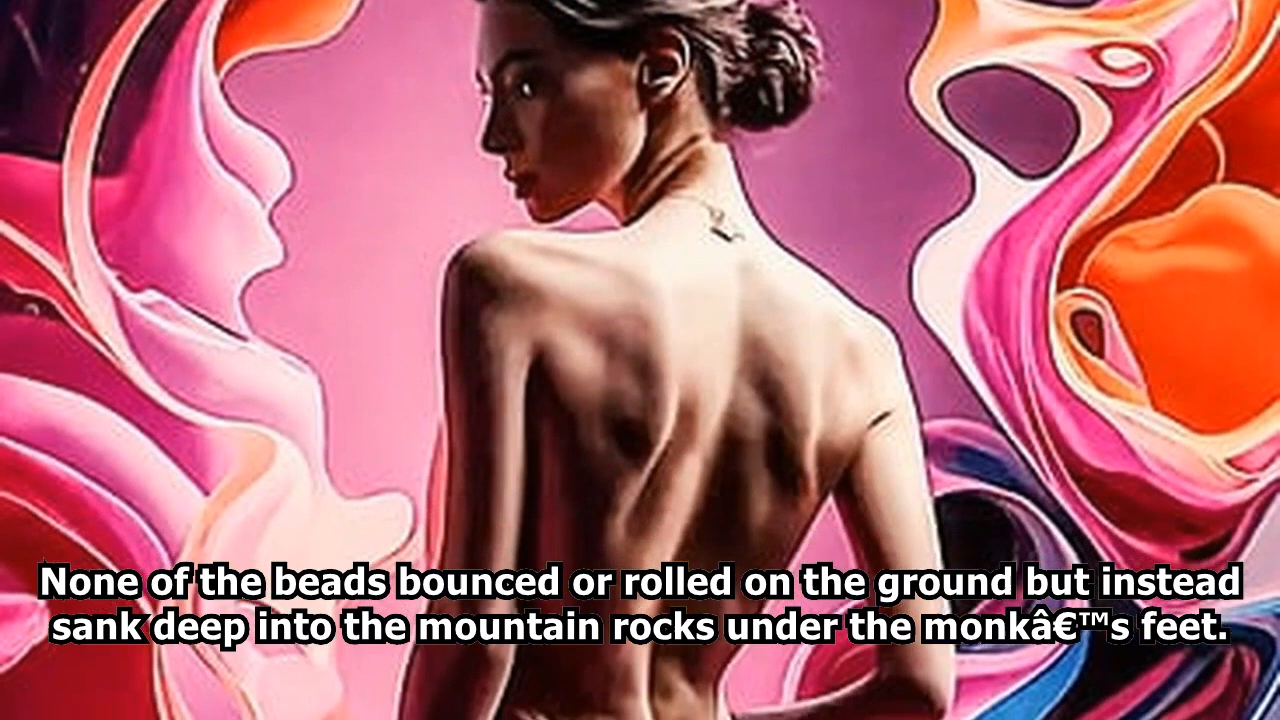 None of the beads bounced or rolled on the ground but instead
sank deep into the mountain rocks under the monkâ€™s feet.